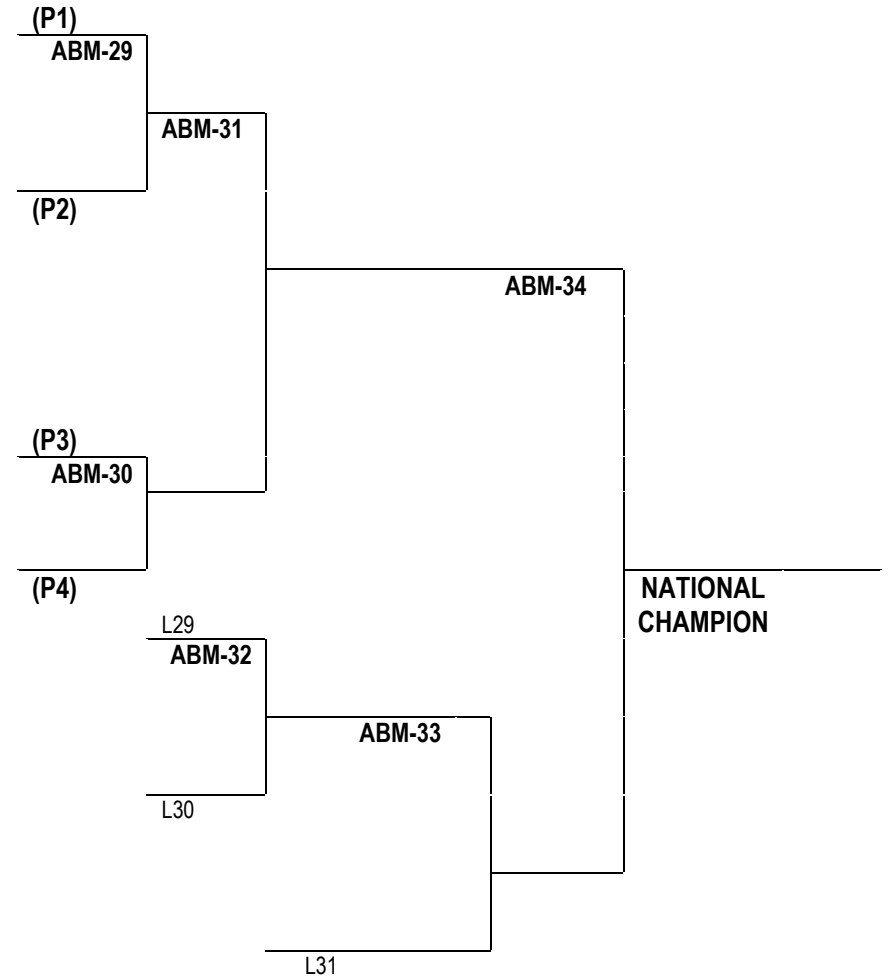 (P1)
ABM-29
ABM-31
(P2)
ABM-34
(P3)
ABM-30
(P4)
NATIONAL
CHAMPION
L29
ABM-32
ABM-33
L30
L31